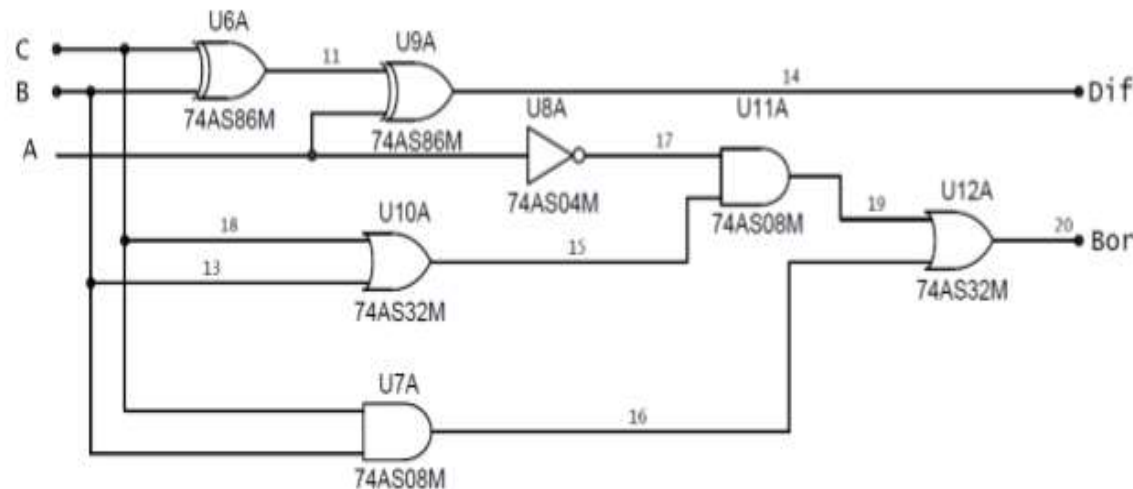 U6A
C
11
U9A
B
14
Dif
74AS86M
U8A
U11A
A
74AS86M
17
74AS04M
U12A
U10A
74AS08M
19
20
18
15
Bor
13
74AS32M
74AS32M
U7A
16
74AS08M